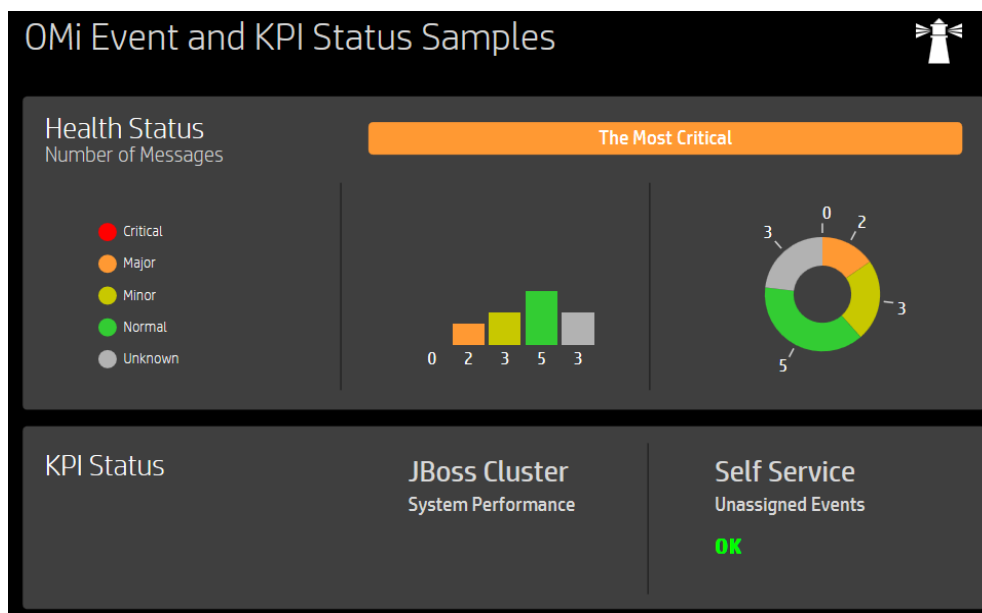 OMi Event and KPI Status Samples
Health Status
Number of Messages
The Most Critical
Critical
Major
Minor
Normal
Unknown
0 2 3 5 3
0
2
3
5
3
KPI Status
JBoss Cluster
System Performance
Self Service
Unassigned Events
OK